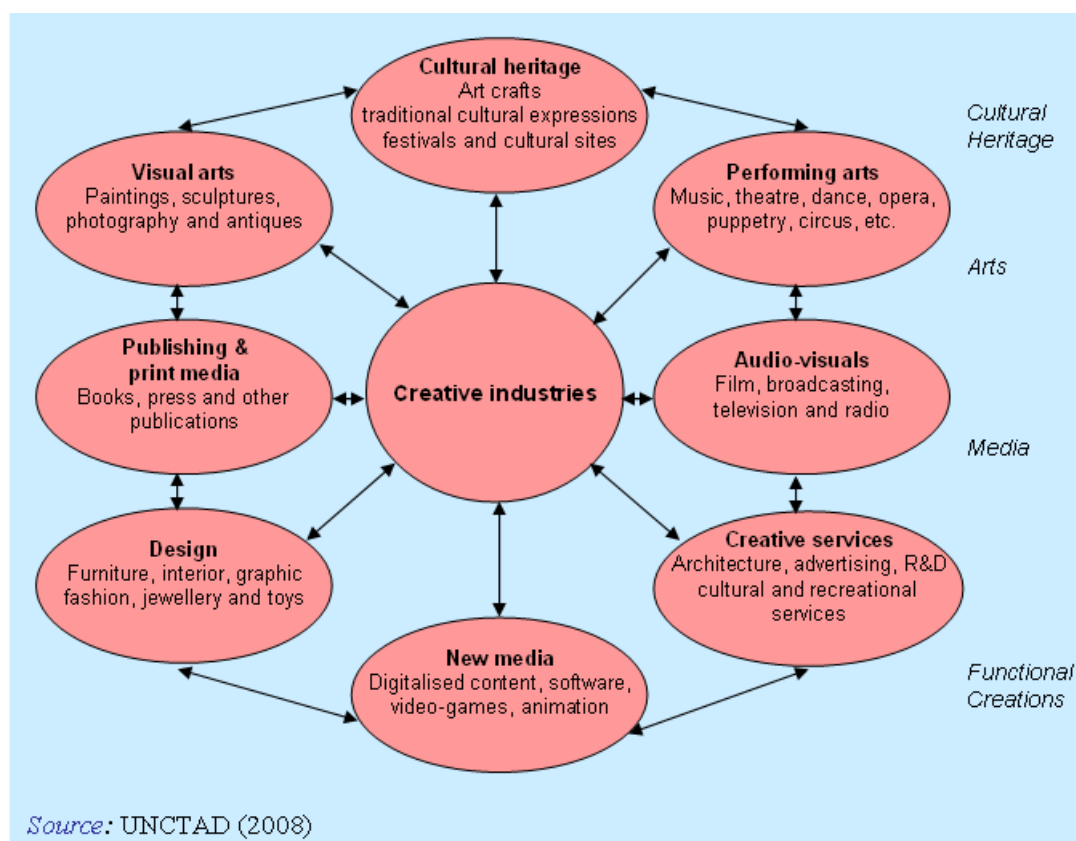 Cultural heritage
Art crafts
traditional cultural expressions
festivals and cultural sites
Cultural
Heritage
Visual arts
Paintings, sculptures,
photography and antiques
Performing arts
Music, theatre, dance, opera,
puppetry, circus, etc.
Arts
Publishing &
print media
Books, press and other
publications
Creative industries
Audio-visuals
Film, broadcasting,
television and radio
Media
Design
Furniture, interior, graphic
fashion, jewellery and toys
Creative services
Architecture, advertising, R&D
cultural and recreational
services
New media
Digitalised content, software,
video-games, animation
Functional
Creations
Source: UNCTAD (2008)